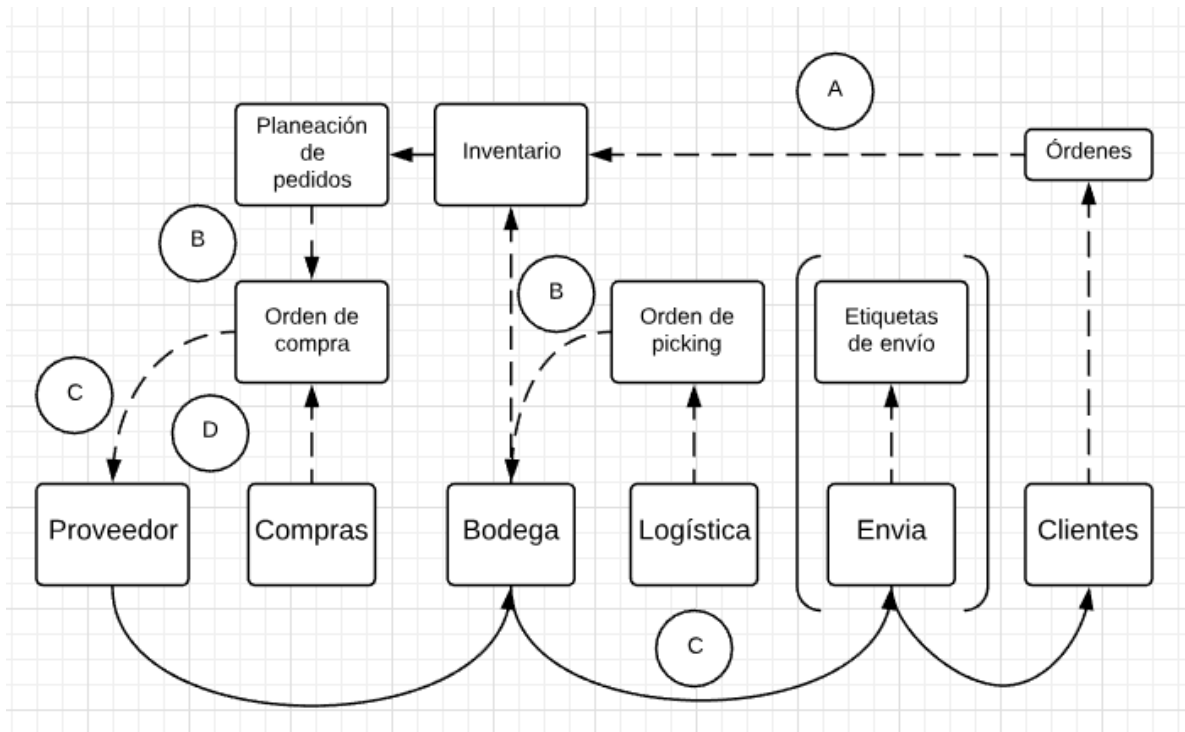 A
Planeación
de
pedidos
Inventario
Órdenes
B
B
Orden de
compra
Orden de
picking
Etiquetas
de envío
C
D
Proveedor
Compras
Bodega
Logística
Envia
Clientes
C